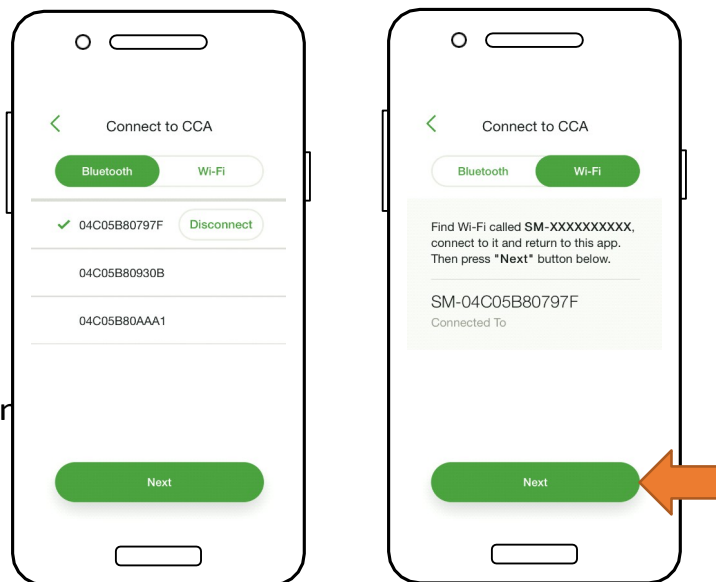 Connect to CCA
Bluetooth
Wi-Fi
04C05B80797F
Disconnect
04C05B80930B
04C05B80AAA1
Next
Connect to CCA
Bluetooth
Wi-Fi
Find Wi-Fi called SM-XXXXXXXXXX,
connect to it and return to this app.
Then press "Next" button below.
SM-04C05B80797F
Connected To
Next